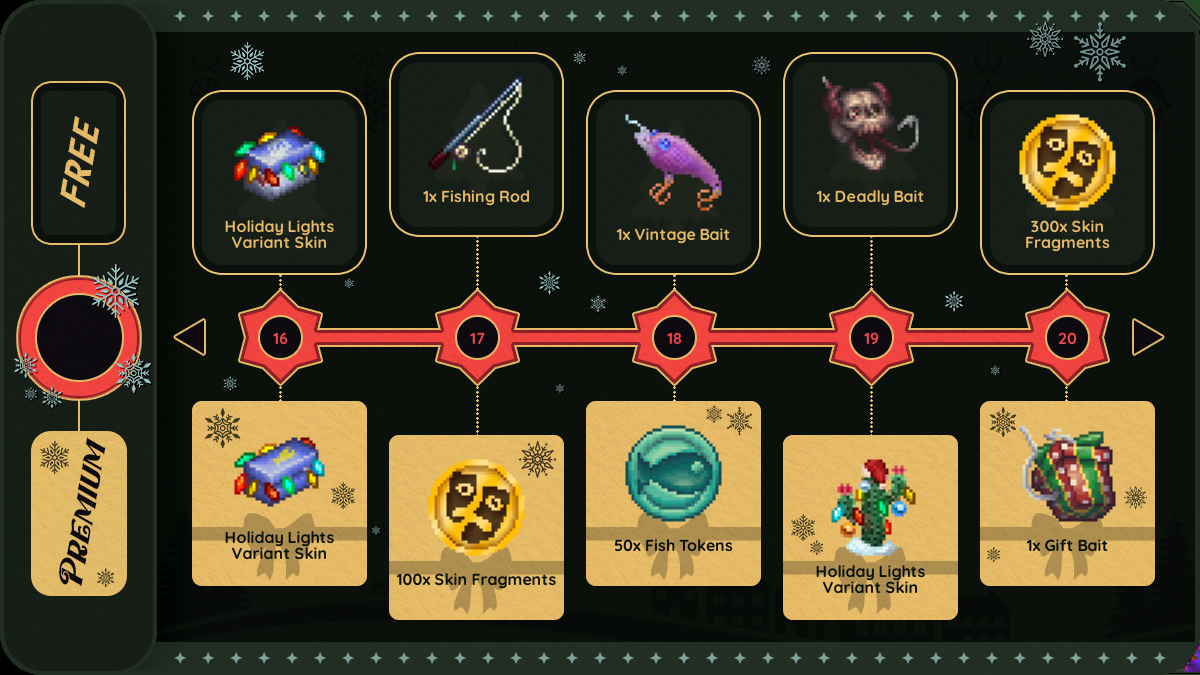 FREE
Holiday Lights
Variant Skin
1x Fishing Rod
1x Vintage Bait
1x Deadly Bait
300x Skin
Fragments
16
17
18
19
20
PREMIUM
Holiday Lights
Variant Skin
100x Skin Fragments
50x Fish Tokens
Holiday Lights
Variant Skin
1x Gift Bait